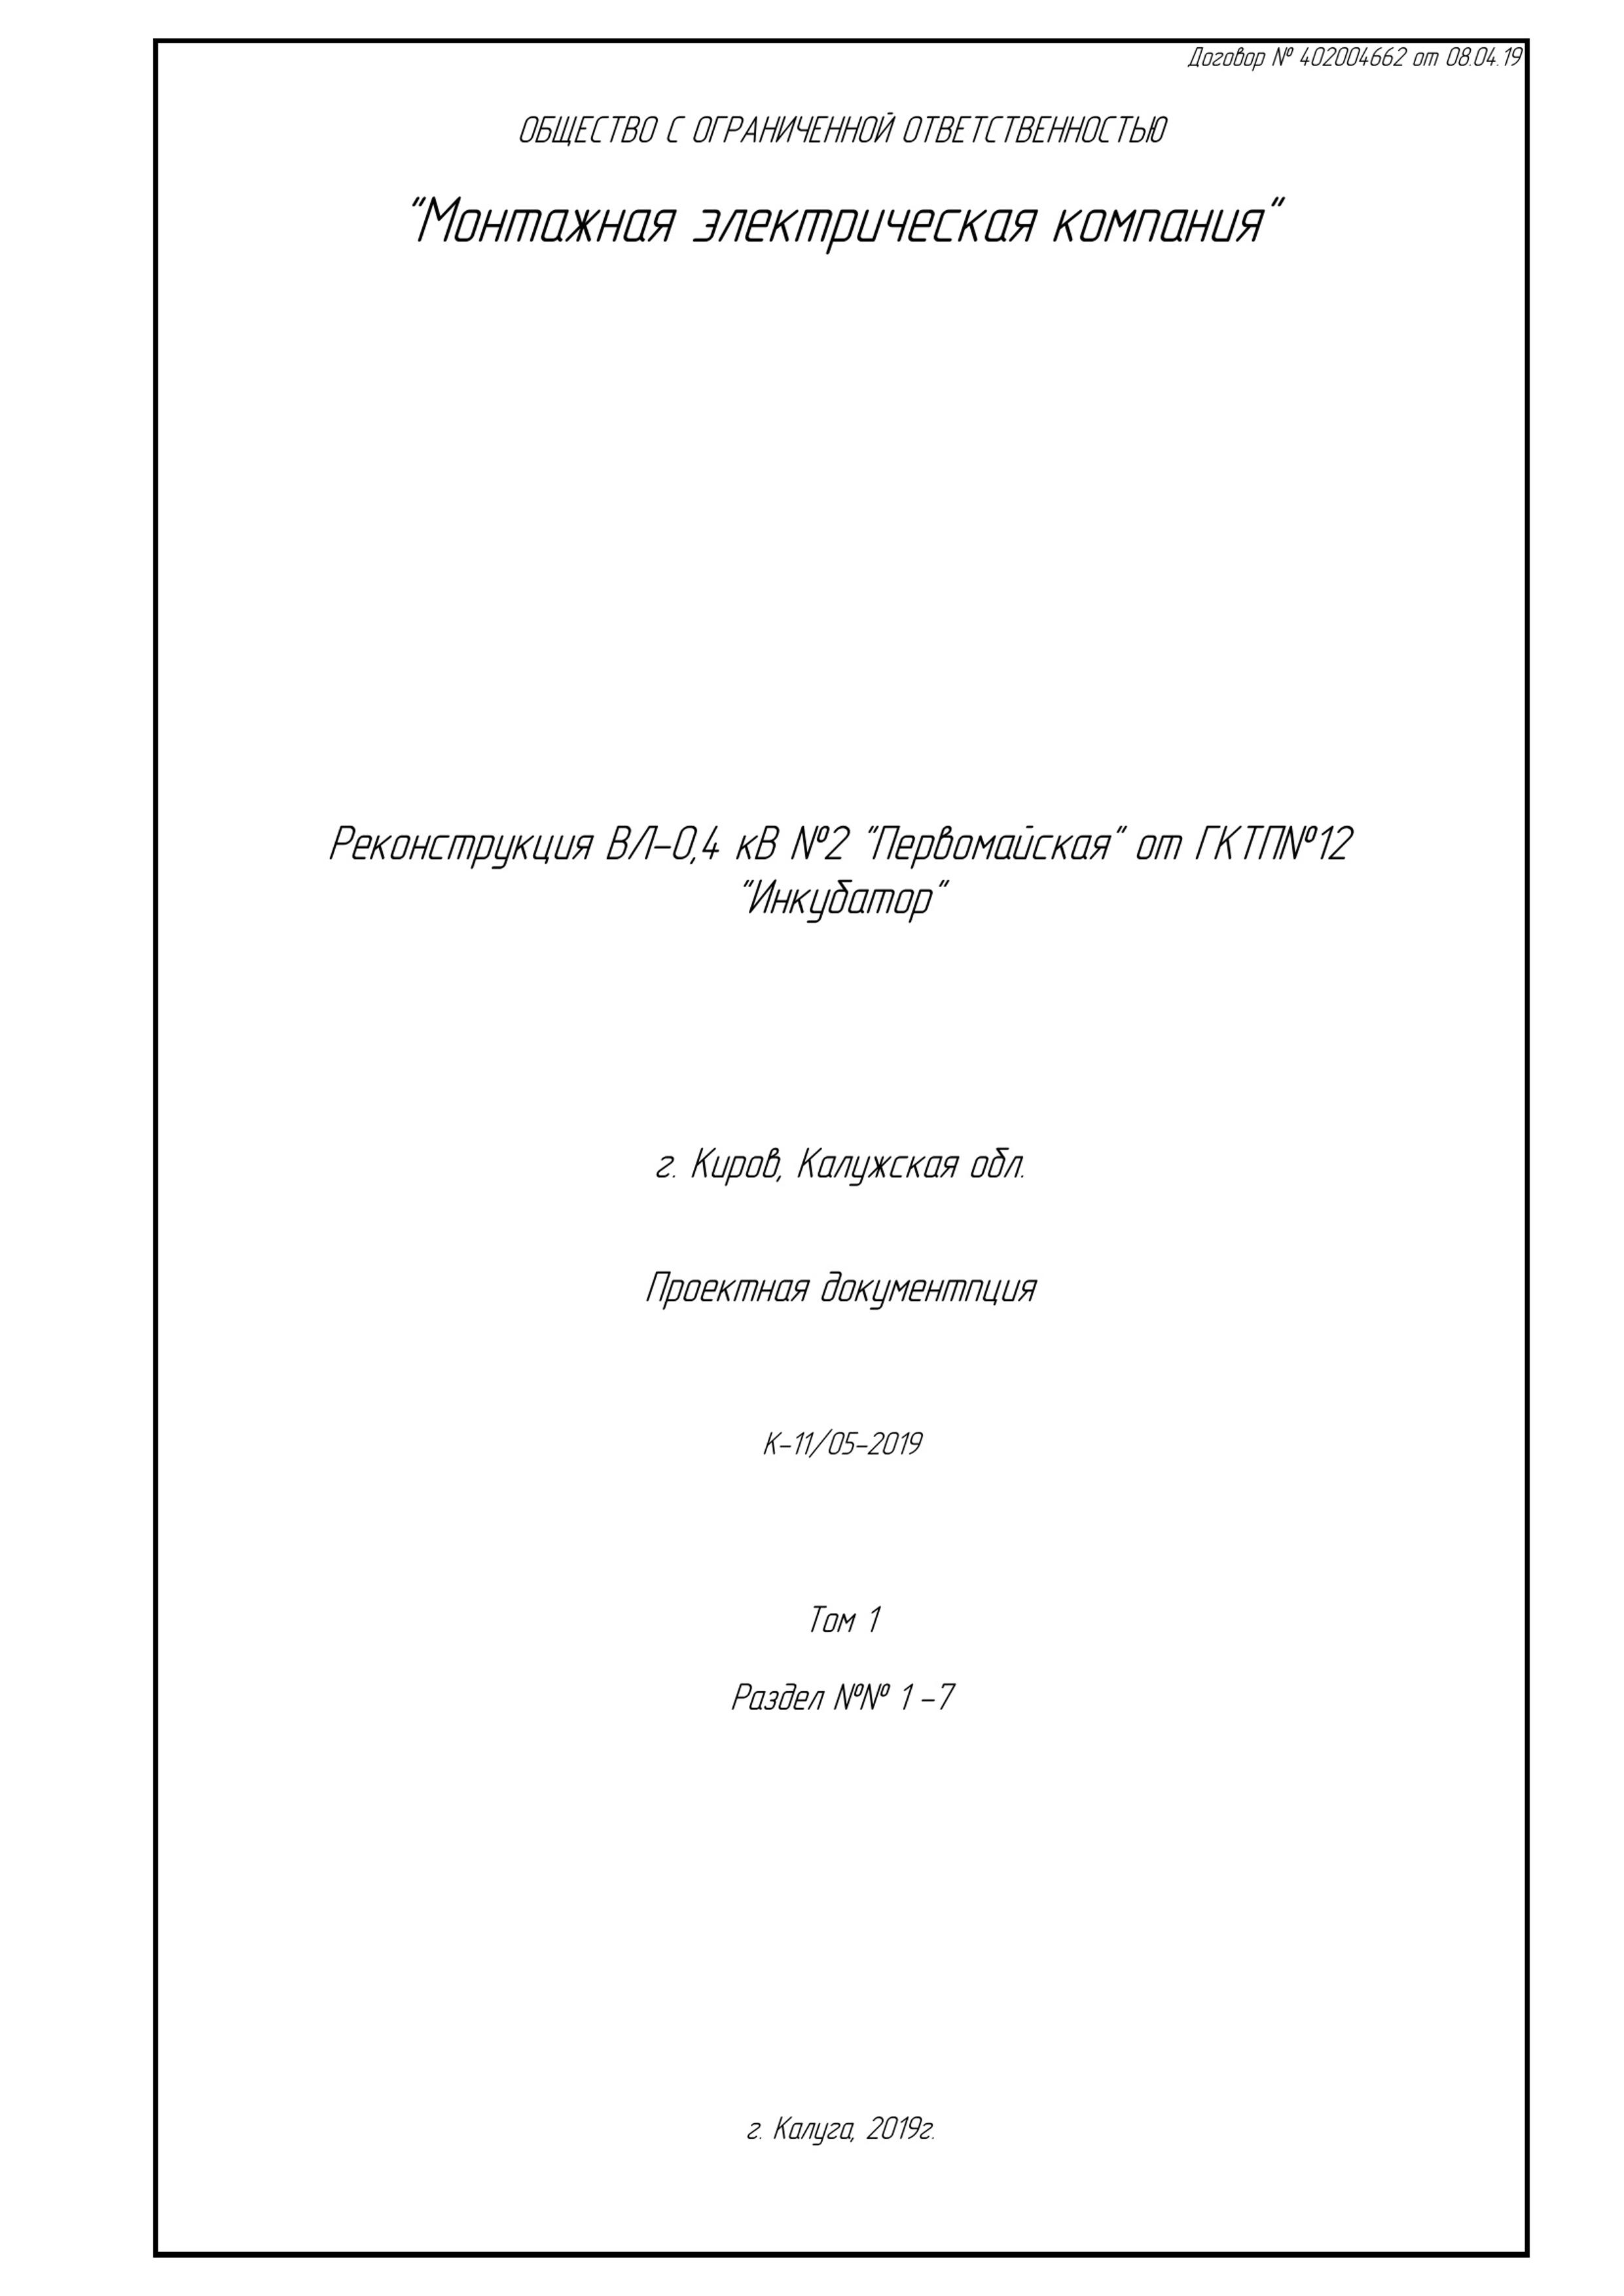 Договор № 402004662 от 08.04.19
ОБЩЕСТВО С ОГРАНИЧЕННОЙ ОТВЕТСТВЕННОСТЬЮ
"Монтажная электрическая компания"
Реконструкция ВЛ-0,4 кВ №2 "Первомайская" от ГКТП№12
"Инкубатор"
г. Киров, Калужская обл.
Проектная документпция
К-11/05-2019
Том 1
Раздел №№ 1 -7
г. Калуга, 2019г.